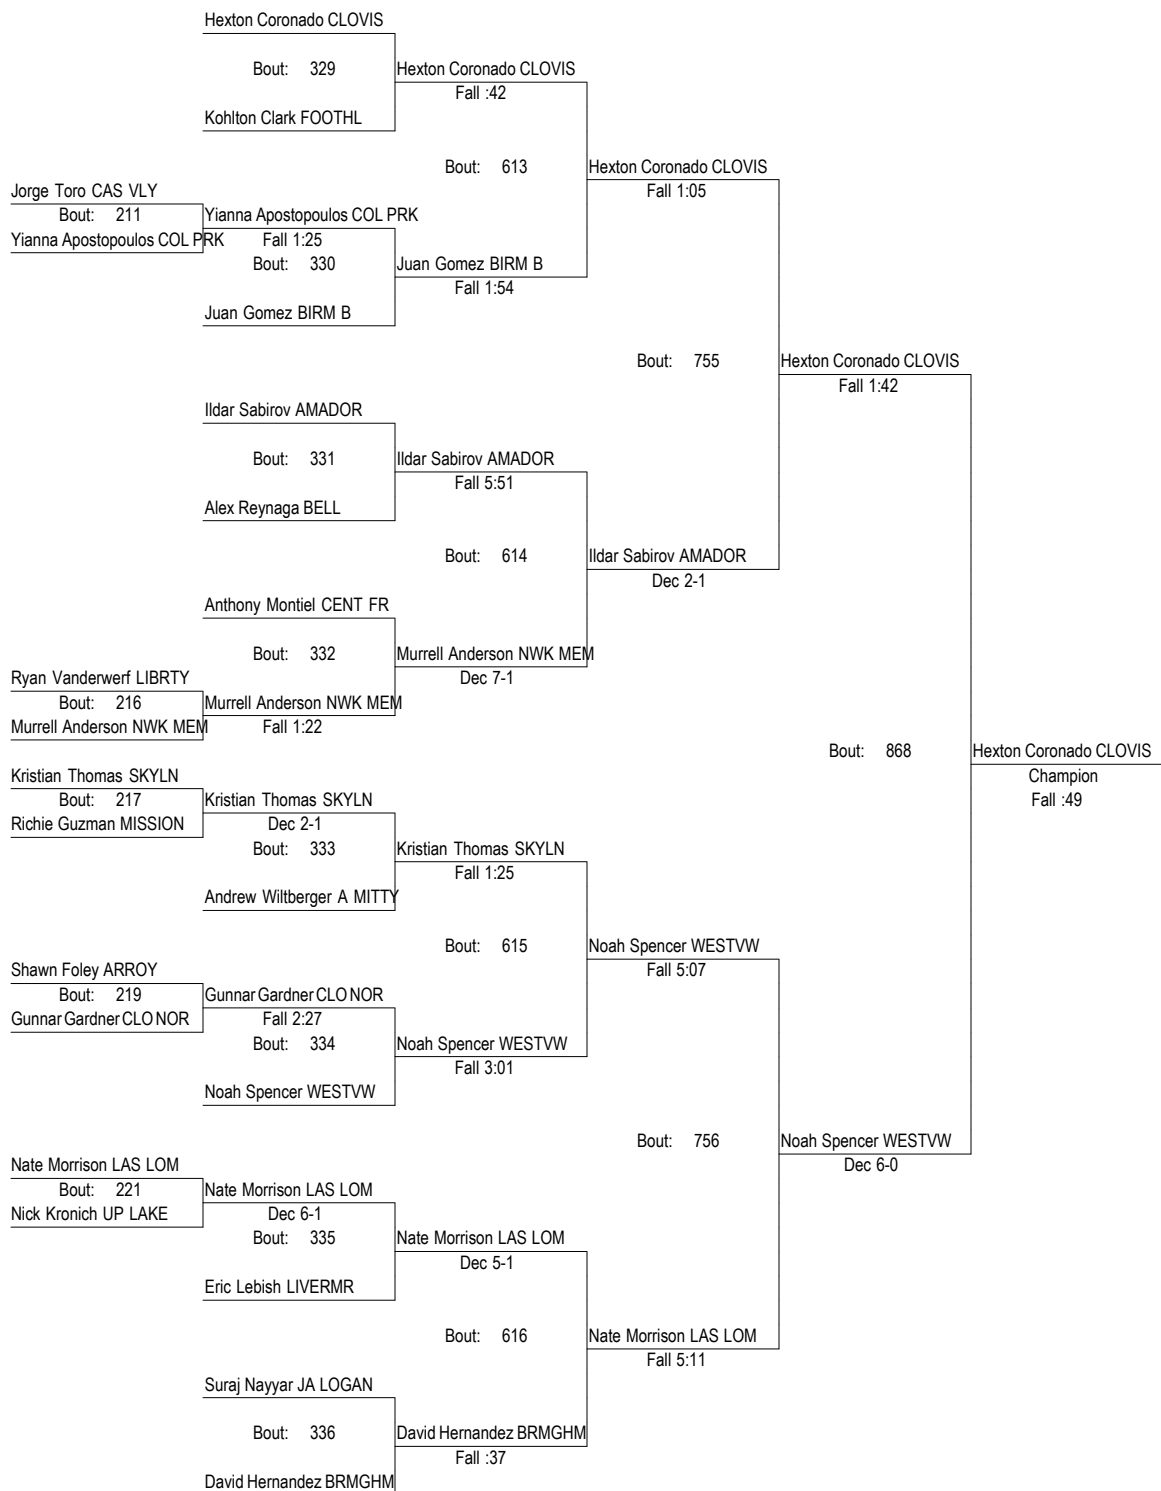 Hexton Coronado CLOVIS
Bout: 329
Hexton Coronado CLOVIS
Fall :42
Kohlton Clark FOOTHL
Bout: 613
Hexton Coronado CLOVIS
Fall 1:05
Jorge Toro CAS VLY
Bout: 211
Yianna Apostopoulos COL PRK
Yianna Apostopoulos COL PRK
Fall 1:25
Bout: 330
Juan Gomez BIRM B
Fall 1:54
Juan Gomez BIRM B
Bout: 755
Hexton Coronado CLOVIS
Fall 1:42
Ildar Sabirov AMADOR
Bout: 331
Ildar Sabirov AMADOR
Fall 5:51
Alex Reynaga BELL
Bout: 614
Ildar Sabirov AMADOR
Dec 2-1
Anthony Montiel CENT FR
Bout: 332
Murrell Anderson NWK MEM
Dec 7-1
Ryan Vanderwerf LIBRTY
Bout: 216
Murrell Anderson NWK MEM
Murrell Anderson NWK MEM
Fall 1:22
Bout: 868
Hexton Coronado CLOVIS
Champion
Fall :49
Kristian Thomas SKYLN
Bout: 217
Kristian Thomas SKYLN
Richie Guzman MISSION
Dec 2-1
Bout: 333
Kristian Thomas SKYLN
Fall 1:25
Andrew Wiltberger A MITTY
Bout: 615
Noah Spencer WESTVW
Fall 5:07
Shawn Foley ARROY
Bout: 219
Gunnar Gardner CLO NOR
Gunnar Gardner CLO NOR
Fall 2:27
Bout: 334
Noah Spencer WESTVW
Fall 3:01
Noah Spencer WESTVW
Bout: 756
Noah Spencer WESTVW
Dec 6-0
Nate Morrison LAS LOM
Bout: 221
Nate Morrison LAS LOM
Nick Kronich UP LAKE
Dec 6-1
Bout: 335
Nate Morrison LAS LOM
Dec 5-1
Eric Lebish LIVERMR
Bout: 616
Nate Morrison LAS LOM
Fall 5:11
Suraj Nayyar JA LOGAN
Bout: 336
David Hernandez BRMGHM
Fall :37
David Hernandez BRMGHM